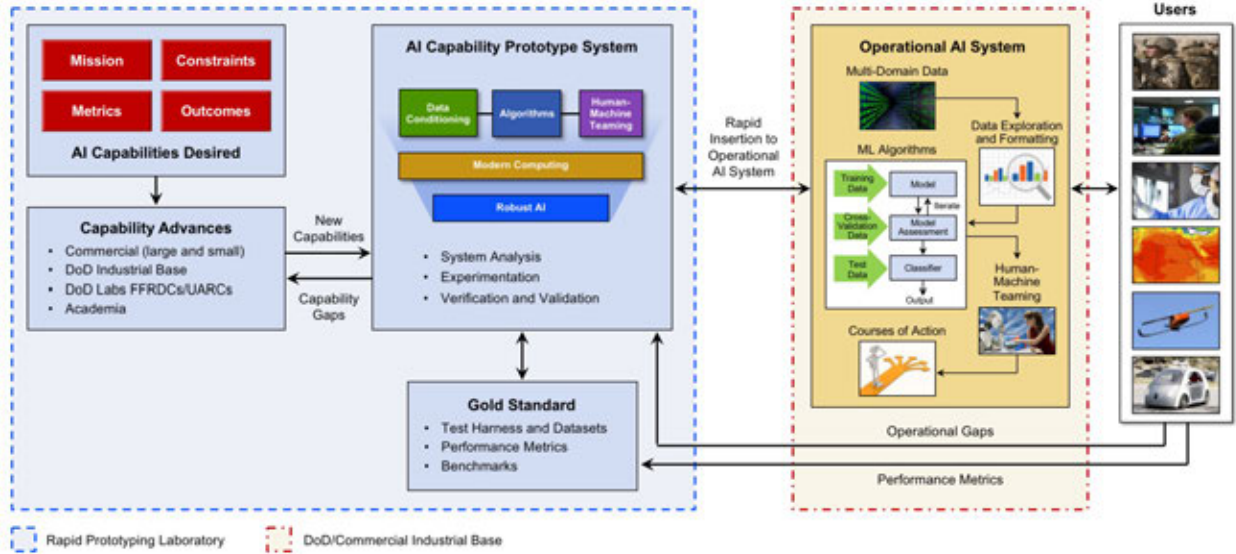 Users
Mission
Constraints
Metrics
Outcomes
AI Capabilities Desired
Capability Advances
• Commercial (large and small)
• DoD Industrial Base
• DoD Labs FFRDCs/UARCs
• Academia
New
Capabilities
Capability
Gaps
AI Capability Prototype System
Data
Conditioning
Algorithms
Human-
Machine
Teaming
Modern Computing
Robust AI
• System Analysis
• Experimentation
• Verification and Validation
Gold Standard
• Test Harness and Datasets
• Performance Metrics
• Benchmarks
Rapid
Insertion to
Operational
AI System
Operational AI System
Multi-Domain Data
Data Exploration
and Formatting
ML Algorithms
Training
Data
Model
Iterate
Cross-
Validation
Data
Model
Assessment
Test
Data
Classifier
Output
Human-
Machine
Teaming
Courses of Action
Operational Gaps
Performance Metrics
Rapid Prototyping Laboratory
DoD/Commercial Industrial Base